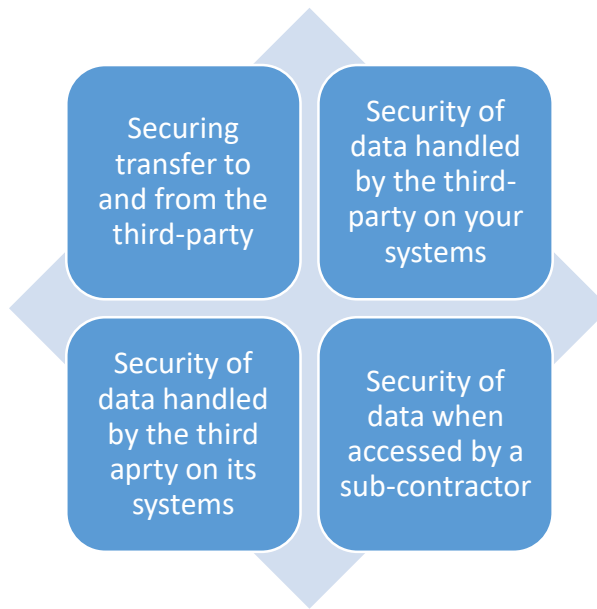 Securing
transfer to
and from the
third-party
Security of
data handled
by the third-
party on your
systems
Security of
data handled
by the third
aprty on its
systems
Security of
data when
accessed by a
sub-contractor